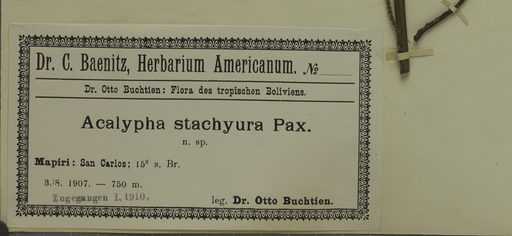 Dr. C. Baenitz, Herbarium Americanum. №
Dr. Otto Buchtien: Flora des tropischen Boliviens.
Acalypha stachyura Pax.
n. sp.
Mapiri: San Carlos; 15° s. Br.
3./8. 1907. — 750 m.
Zugegangen I.1910.
leg. Dr. Otto Buchtien.